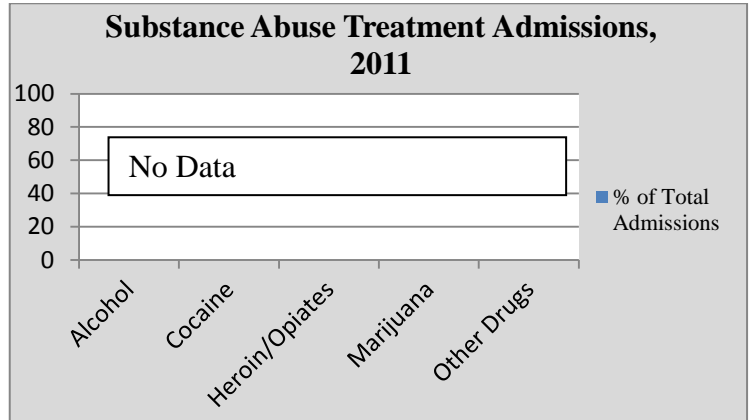 Substance Abuse Treatment Admissions,
2011
100
80
60
40
20
0
No Data
% of Total
Admissions
Alcohol
Cocaine
Heroin/Opiates
Marijuana
Other Drugs